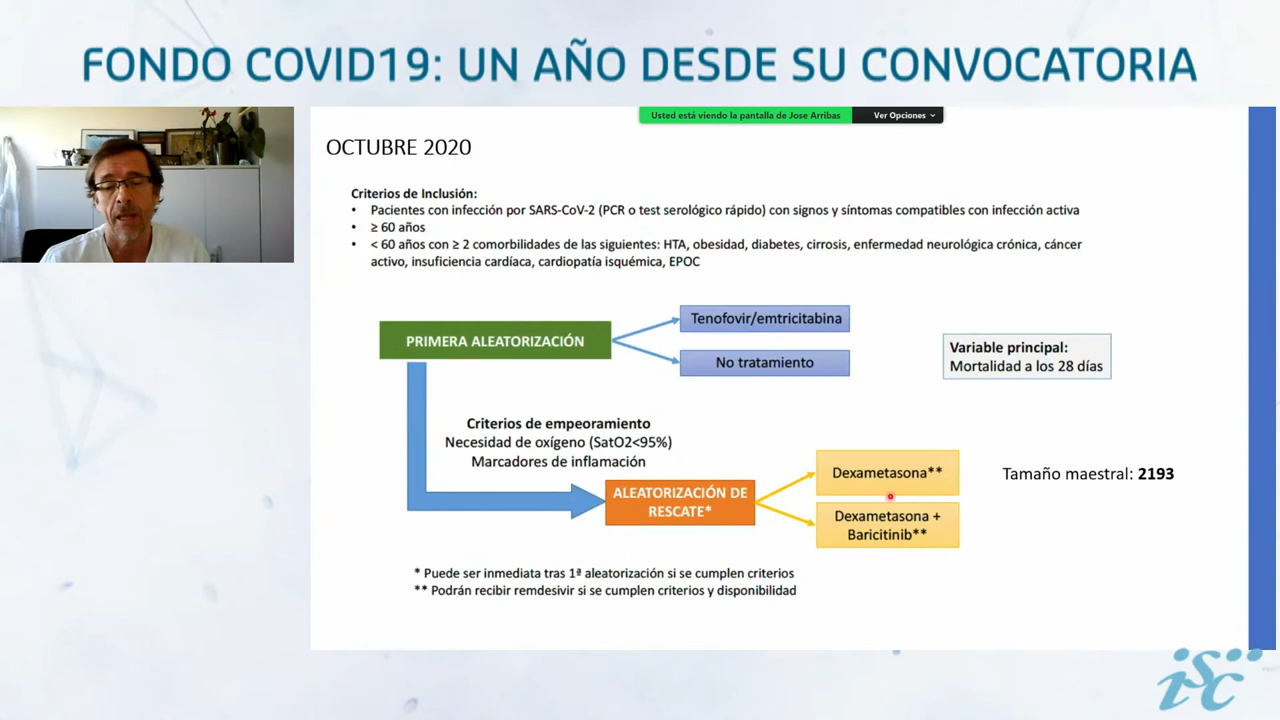 FONDO COVID19: UN AÑO DESDE SU CONVOCATORIA
Usted está viendo la pantalla de Jose Arribas
Ver Opciones
OCTUBRE 2020
Criterios de Inclusión:
• Pacientes con infección por SARS-CoV-2 (PCR o test serológico rápido) con signos y síntomas compatibles con infección activa
• ≥ 60 años
• < 60 años con ≥ 2 comorbilidades de las siguientes: HTA, obesidad, diabetes, cirrosis, enfermedad neurológica crónica, cáncer
activo, insuficiencia cardíaca, cardiopatía isquémica, EPOC
PRIMERA ALEATORIZACIÓN
Tenofovir/emtricitabina
No tratamiento
Variable principal:
Mortalidad a los 28 días
Criterios de empeoramiento
Necesidad de oxígeno (SatO2<95%)
Marcadores de inflamación
ALEATORIZACIÓN DE
RESCATE*
Dexametasona**
Dexametasona +
Baricitinib**
Tamaño maestral: 2193
* Puede ser inmediata tras 1ª aleatorización si se cumplen criterios
** Podrán recibir remdesivir si se cumplen criterios y disponibilidad
isc